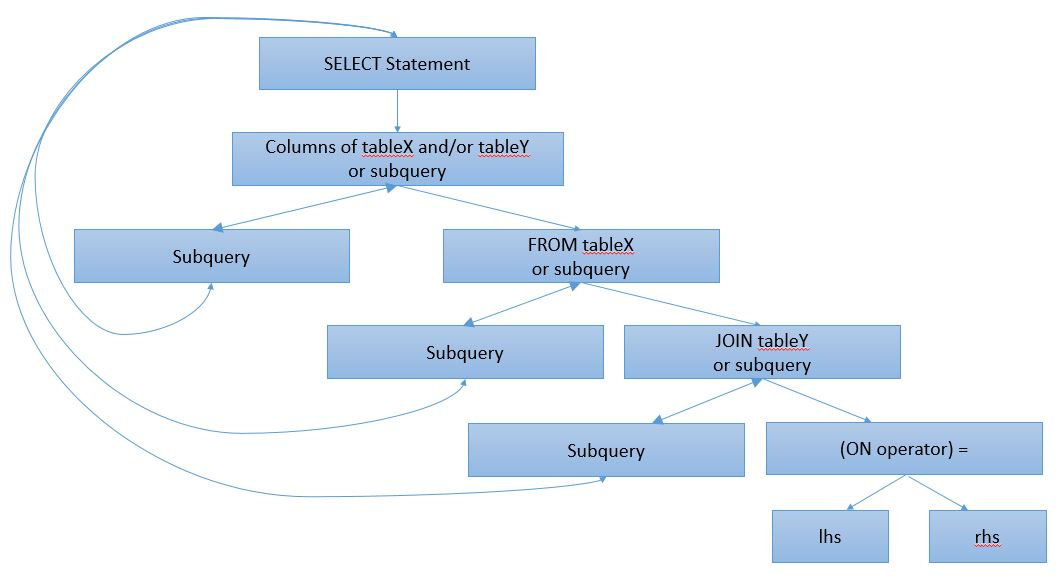 SELECT Statement
Columns of tableX and/or tableY
or subquery
Subquery
FROM tableX
or subquery
Subquery
JOIN tableY
or subquery
Subquery
(ON operator) =
lhs
rhs